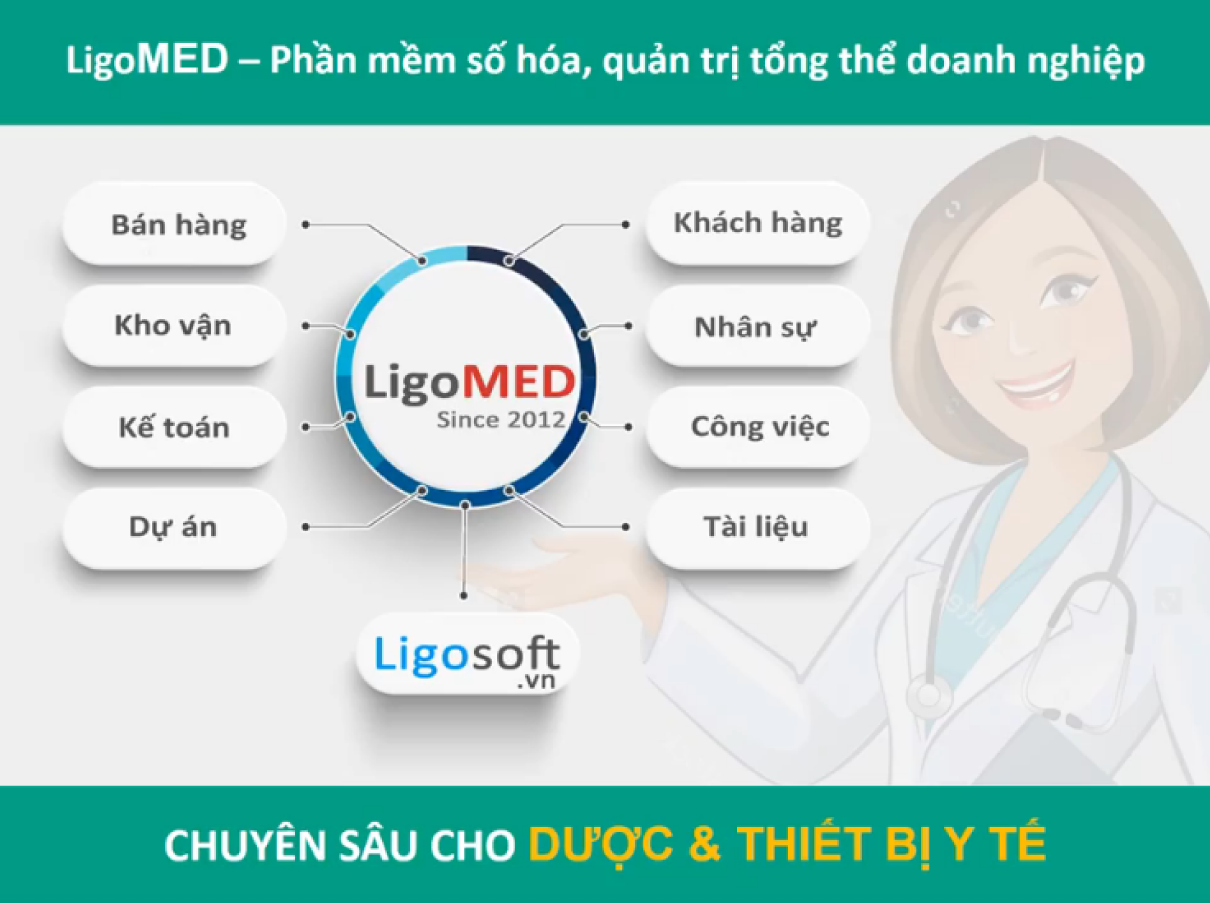 LigoMED – Phần mềm số hóa, quản trị tổng thể doanh nghiệp
Bán hàng
Khách hàng
Kho vận
Nhân sự
LigoMED
Since 2012
Kế toán
Công việc
Dự án
Tài liệu
Ligosoft
.vn
CHUYÊN SÂU CHO DƯỢC & THIẾT BỊ Y TẾ